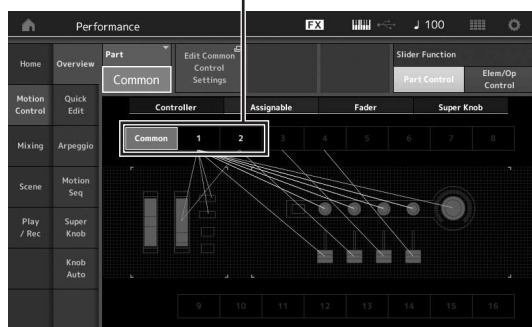 Performance FX 100
Part
Slider Function
Home Overview
Edit Common
Control
Settings
Common
Part Control
Elem/Op
Control
Motion
Control
Quick
Edit
Controller Assignable Fader Super Knob
Mixing Arpeggio
Common 1 2 3 4 5 6 7 8
Scene
Motion
Seq
Play
/ Rec
Super
Knob
Knob
Auto
9 10 11 12 13 14 15 16